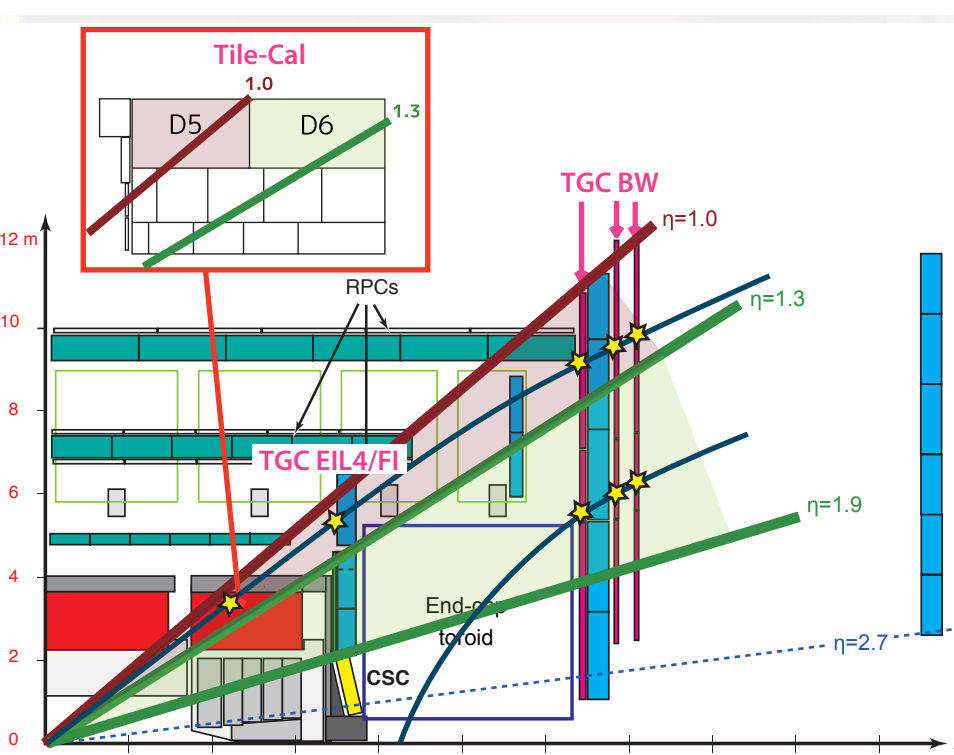 Tile-Cal
1.0
1.3
D5
D6
TGC BW
η=1.0
12 m
RPCs
η=1.3
10
8
TGC EIL4/FI
6
η=1.9
4
End-cap
toroid
η=2.7
2
CSC
0